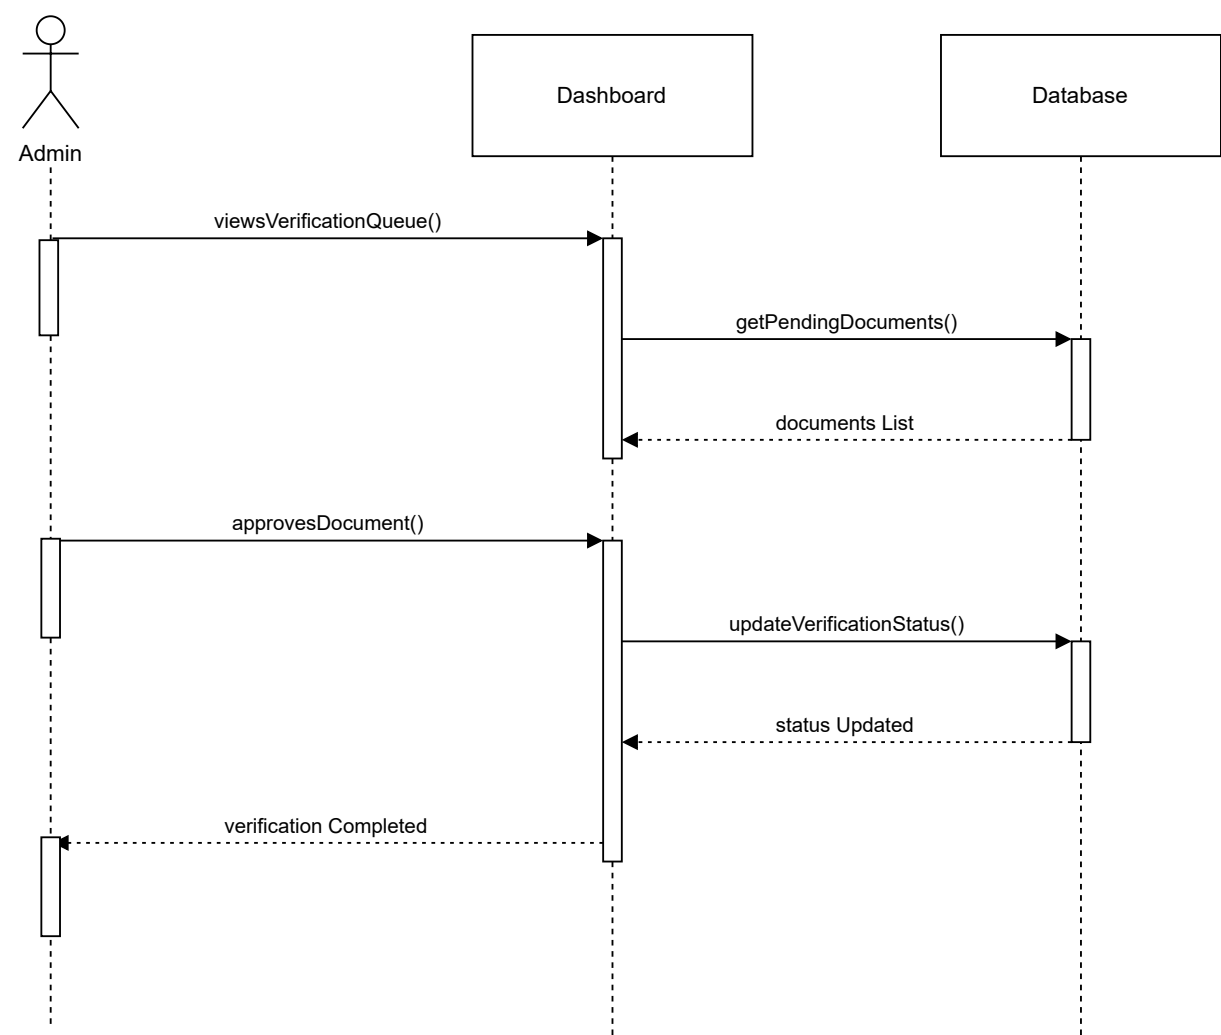 Dashboard
Database
Admin
viewsVerificationQueue()
getPendingDocuments()
documents List
approvesDocument()
updateVerificationStatus()
status Updated
verification Completed